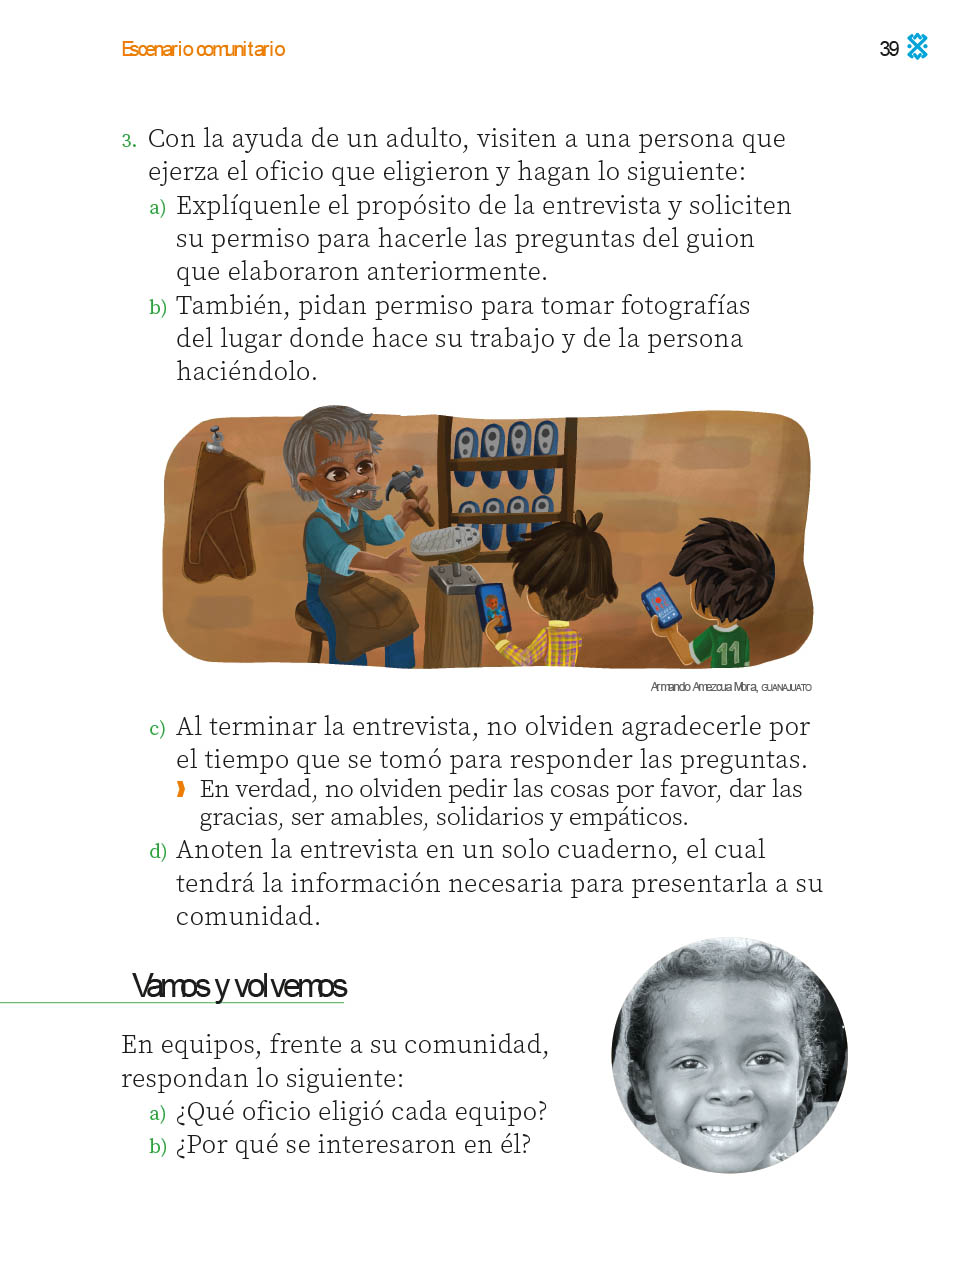 Escenario comunitario
39
3. Con la ayuda de un adulto, visiten a una persona que
ejerza el oficio que eligieron y hagan lo siguiente:
a) Explíquenle el propósito de la entrevista y soliciten
su permiso para hacerle las preguntas del guion
que elaboraron anteriormente.
b) También, pidan permiso para tomar fotografías
del lugar donde hace su trabajo y de la persona
haciéndolo.
11
Armando Amezcua Mora, GUANAJUATO
c) Al terminar la entrevista, no olviden agradecerle por
el tiempo que se tomó para responder las preguntas.
En verdad, no olviden pedir las cosas por favor, dar las
gracias, ser amables, solidarios y empáticos.
d) Anoten la entrevista en un solo cuaderno, el cual
tendrá la información necesaria para presentarla a su
comunidad.
Vamos y volvemos
En equipos, frente a su comunidad,
respondan lo siguiente:
a) ¿Qué oficio eligió cada equipo?
b) ¿Por qué se interesaron en él?